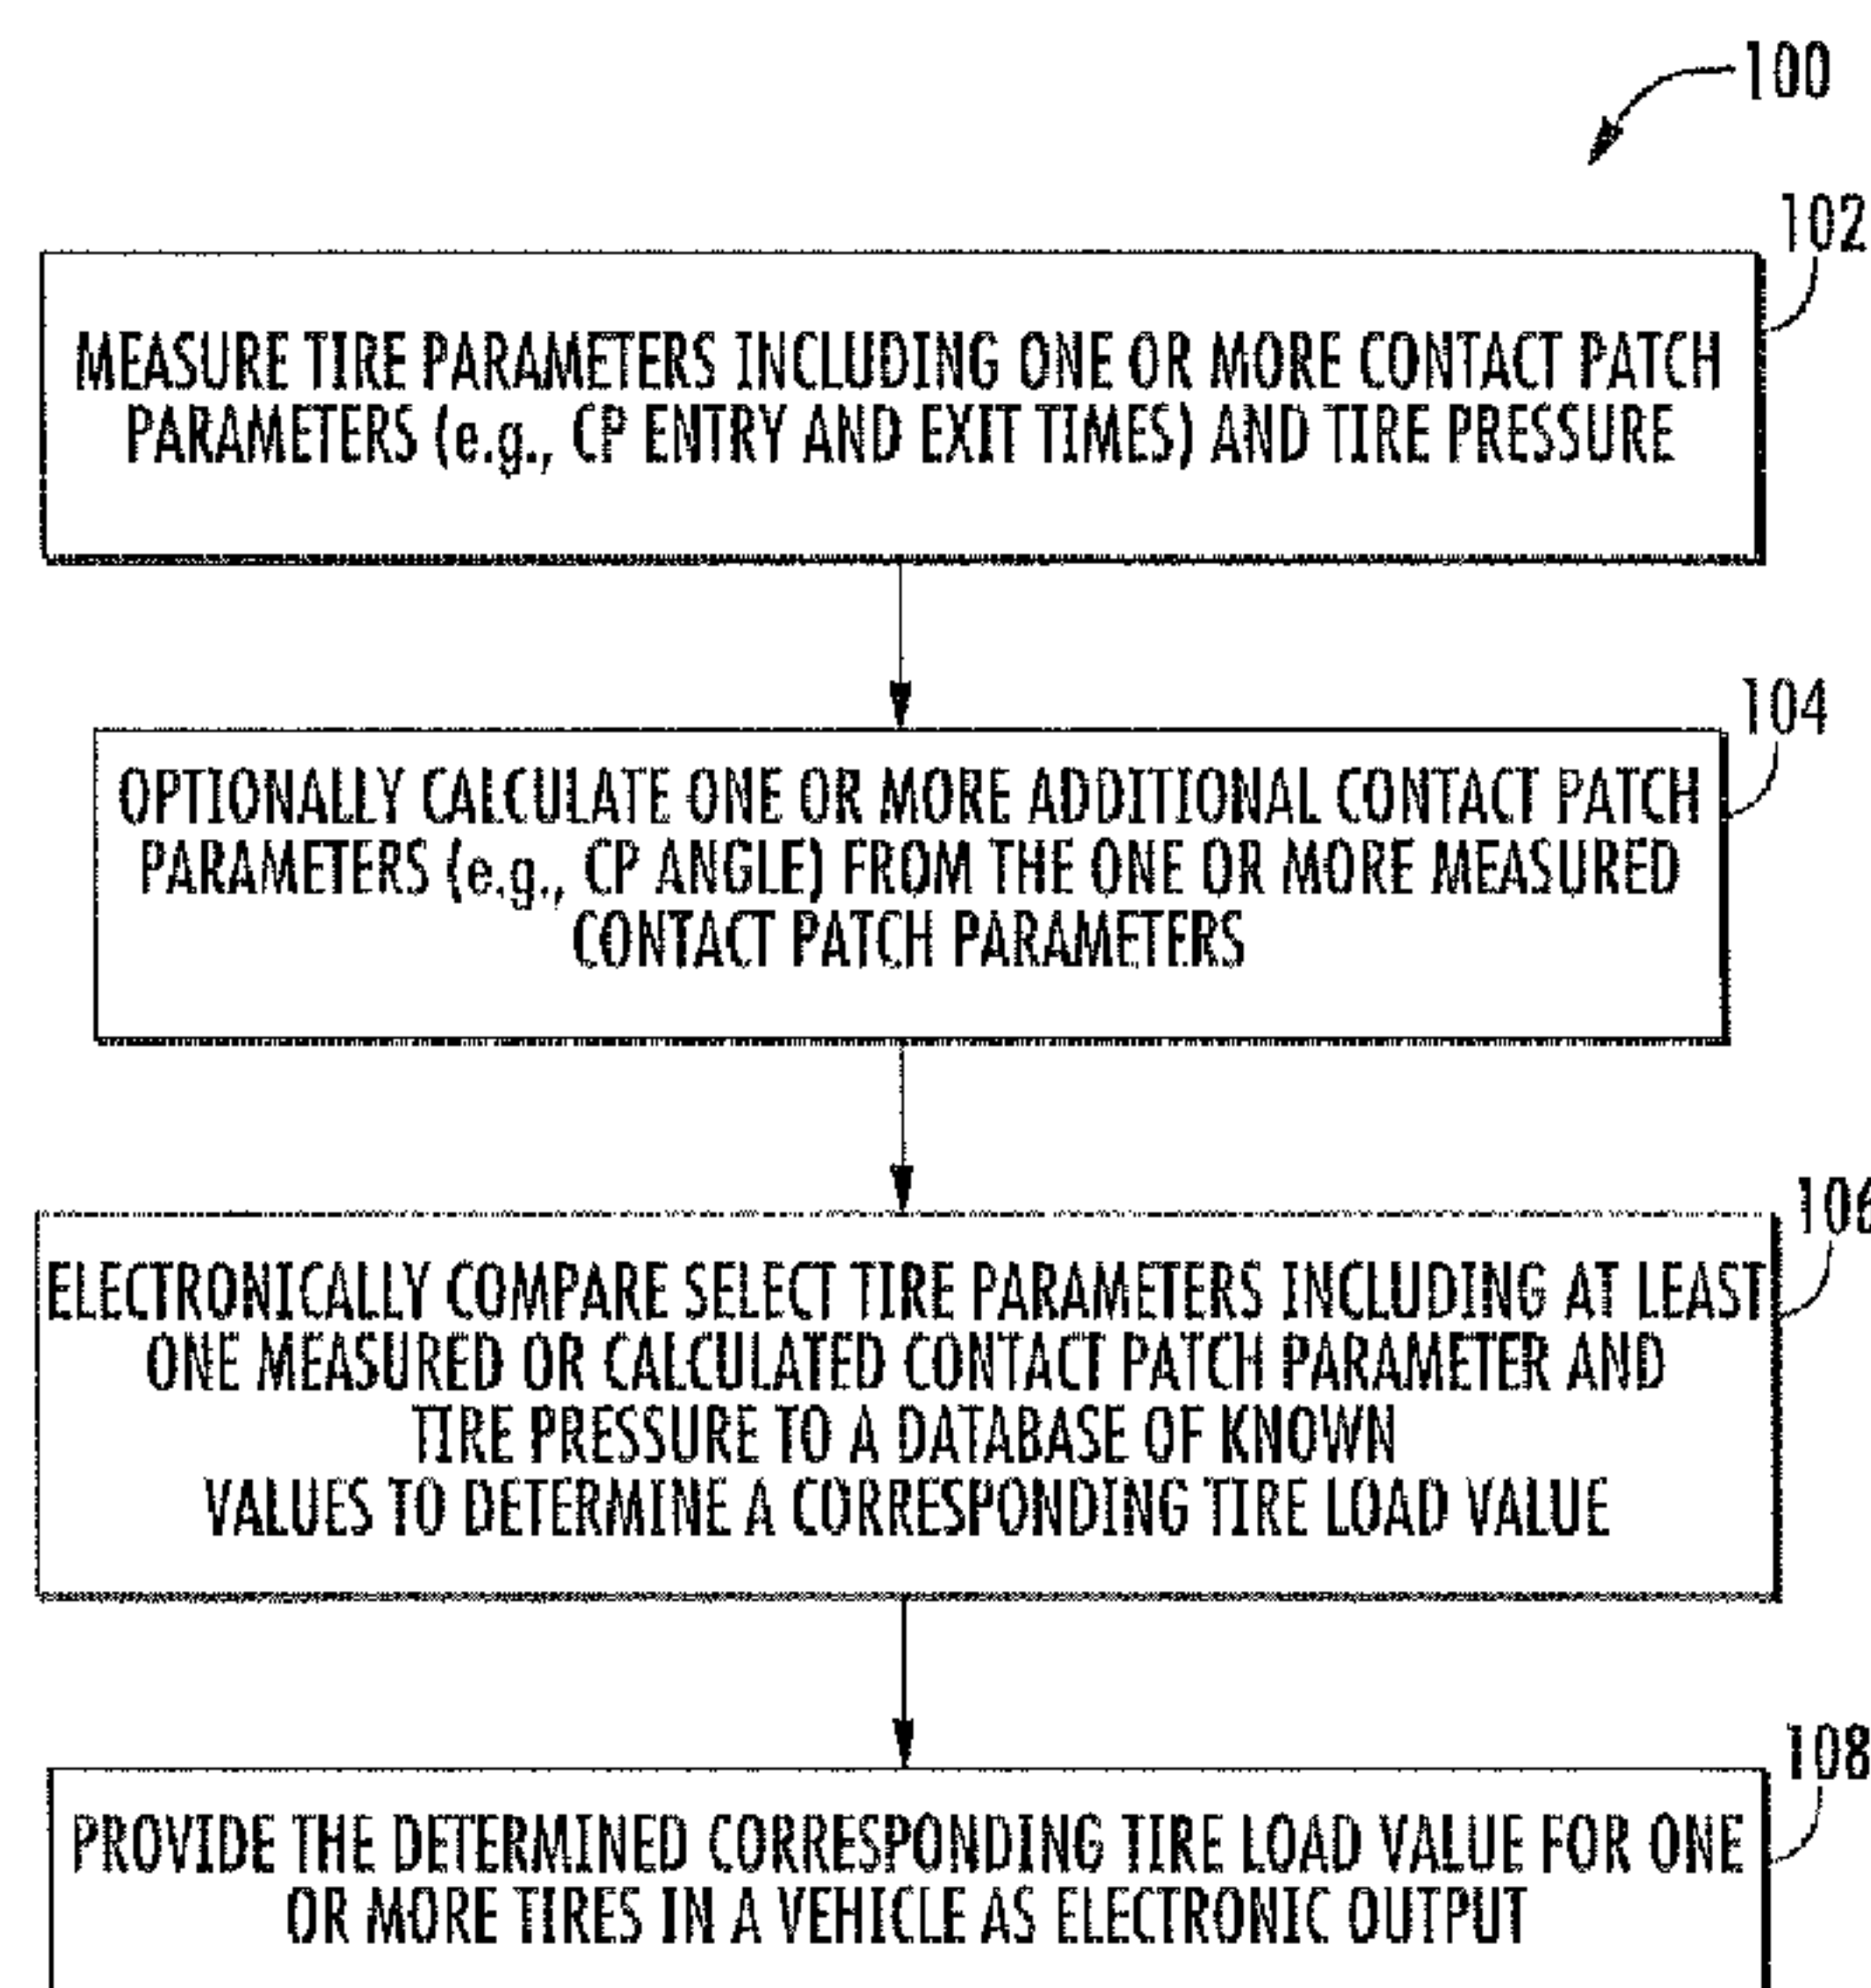 100
102
MEASURE TIRE PARAMETERS INCLUDING ONE OR MORE CONTACT PATCH
PARAMETERS (e.g., CP ENTRY AND EXIT TIMES) AND TIRE PRESSURE
104
OPTIONALLY CALCULATE ONE OR MORE ADDITIONAL CONTACT PATCH
PARAMETERS (e.g., CP ANGLE) FROM THE ONE OR MORE MEASURED
CONTACT PATCH PARAMETERS
106
ELECTRONICALLY COMPARE SELECT TIRE PARAMETERS INCLUDING AT LEAST
ONE MEASURED OR CALCULATED CONTACT PATCH PARAMETER AND
TIRE PRESSURE TO A DATABASE OF KNOWN
VALUES TO DETERMINE A CORRESPONDING TIRE LOAD VALUE
108
PROVIDE THE DETERMINED CORRESPONDING TIRE LOAD VALUE FOR ONE
OR MORE TIRES IN A VEHICLE AS ELECTRONIC OUTPUT